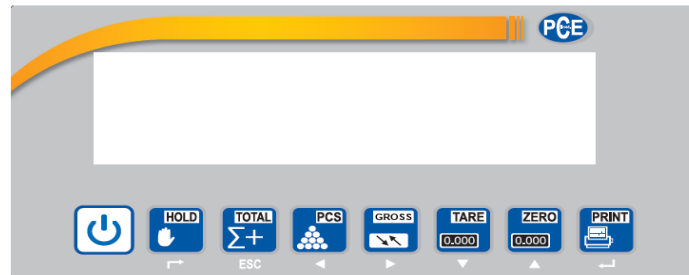 PCE
HOLD TOTAL PCS GROSS TARE ZERO PRINT
Σ+ 0.000 0.000
ESC